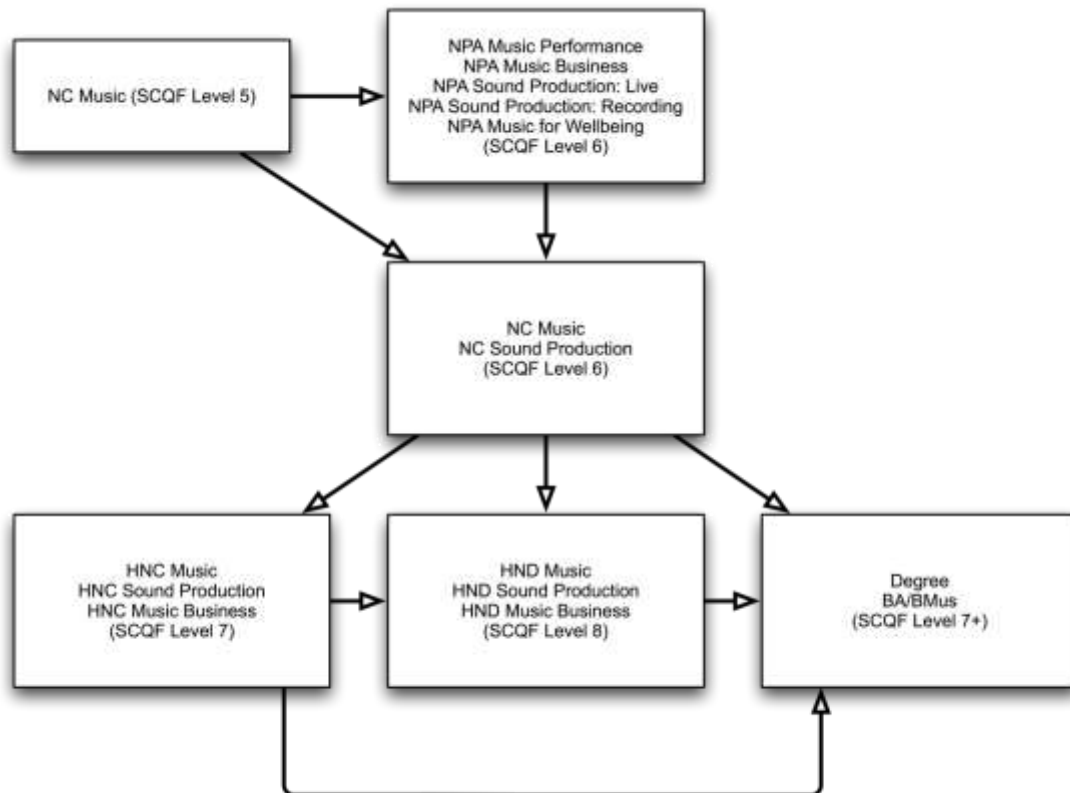 NC Music (SCQF Level 5)
NPA Music Performance
NPA Music Business
NPA Sound Production: Live
NPA Sound Production: Recording
NPA Music for Wellbeing
(SCQF Level 6)
NC Music
NC Sound Production
(SCQF Level 6)
HNC Music
HNC Sound Production
HNC Music Business
(SCQF Level 7)
HND Music
HND Sound Production
HND Music Business
(SCQF Level 8)
Degree
BA/BMus
(SCQF Level 7+)